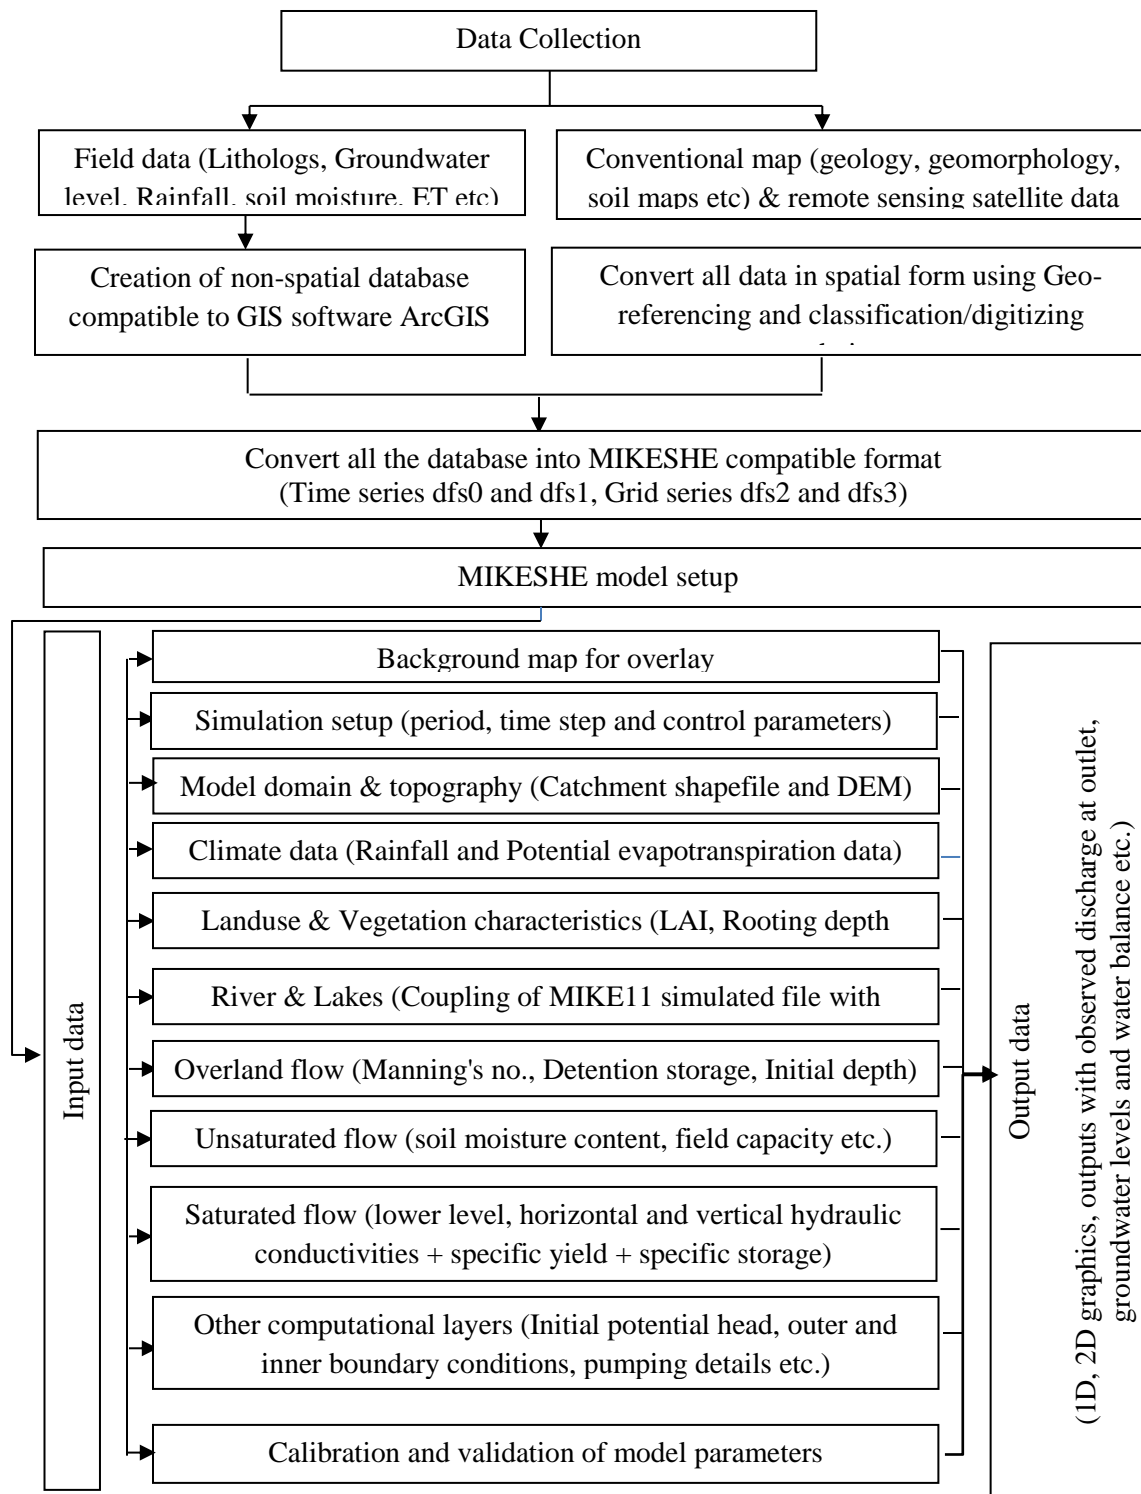 Data Collection
Field data (Lithologs, Groundwater
level, Rainfall, soil moisture, ET etc)
Conventional map (geology, geomorphology,
soil maps etc) & remote sensing satellite data
Creation of non-spatial database
compatible to GIS software ArcGIS
Convert all data in spatial form using Geo-
referencing and classification/digitizing
Convert all the database into MIKESHE compatible format
(Time series dfs0 and dfs1, Grid series dfs2 and dfs3)
MIKESHE model setup
Input data
Background map for overlay
Simulation setup (period, time step and control parameters)
Model domain & topography (Catchment shapefile and DEM)
Climate data (Rainfall and Potential evapotranspiration data)
Landuse & Vegetation characteristics (LAI, Rooting depth
River & Lakes (Coupling of MIKE11 simulated file with
Overland flow (Manning's no., Detention storage, Initial depth)
Unsaturated flow (soil moisture content, field capacity etc.)
Saturated flow (lower level, horizontal and vertical hydraulic
conductivities + specific yield + specific storage)
Other computational layers (Initial potential head, outer and
inner boundary conditions, pumping details etc.)
Calibration and validation of model parameters
Output data
(1D, 2D graphics, outputs with observed discharge at outlet,
groundwater levels and water balance etc.)